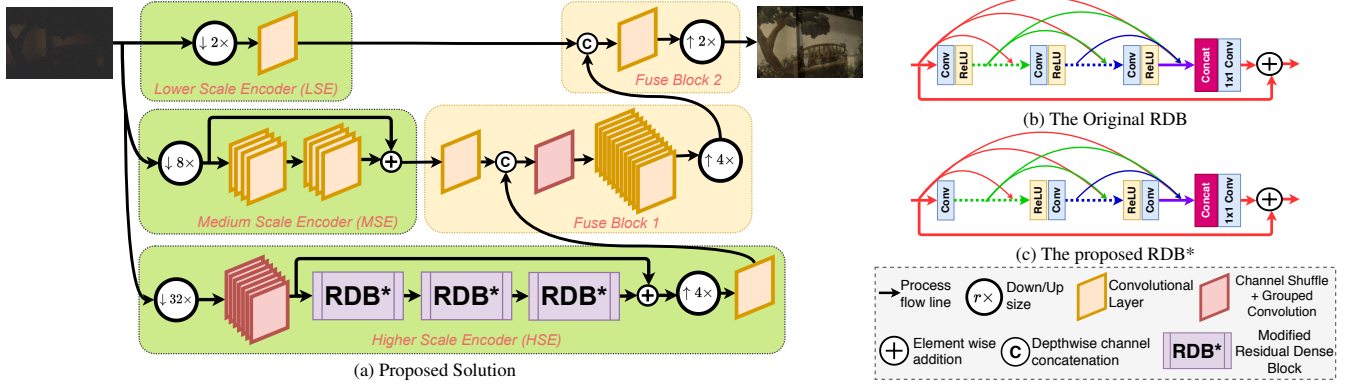 ↓ 2×
Lower Scale Encoder (LSE)
C
↑ 2×
Fuse Block 2
↓ 8×
+
Medium Scale Encoder (MSE)
C
↑ 4×
Fuse Block 1
↓ 32×
RDB*
RDB*
RDB*
+
↑ 4×
Higher Scale Encoder (HSE)
(a) Proposed Solution
Conv
ReLU
Conv
ReLU
Conv
ReLU
Concat
1x1 Conv
+
(b) The Original RDB
Conv
ReLU
Conv
ReLU
Conv
Concat
1x1 Conv
+
(c) The proposed RDB*
Process
flow line
r×
Down/Up
size
Convolutional
Layer
Channel Shuffle
+ Grouped
Convolution
+
Element wise
addition
C
Depthwise channel
concatenation
RDB*
Modified
Residual Dense
Block